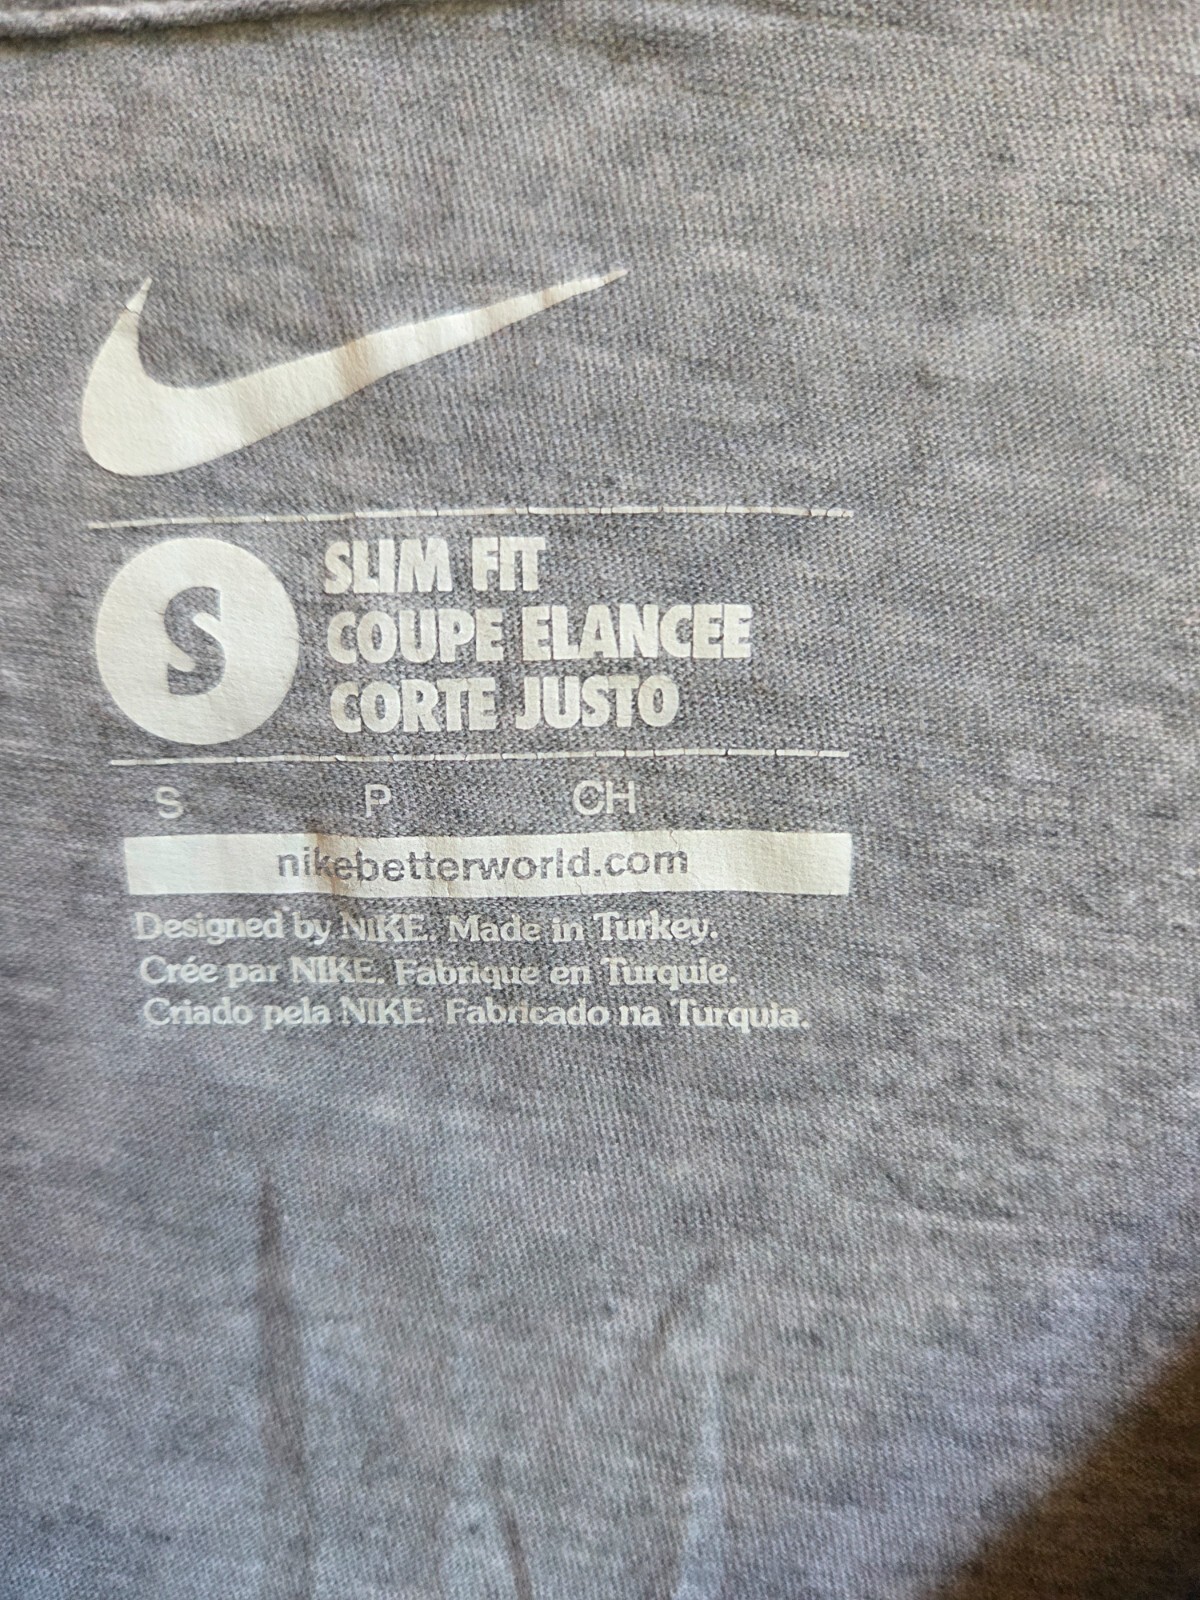 S
SLIM FIT
COUPE ELANCEE
CORTE JUSTO
S P CH
nikebetterworld.com
Designed by NIKE. Made in Turkey.
Crée par NIKE. Fabrique en Turquie.
Criado pela NIKE. Fabricado na Turquia.